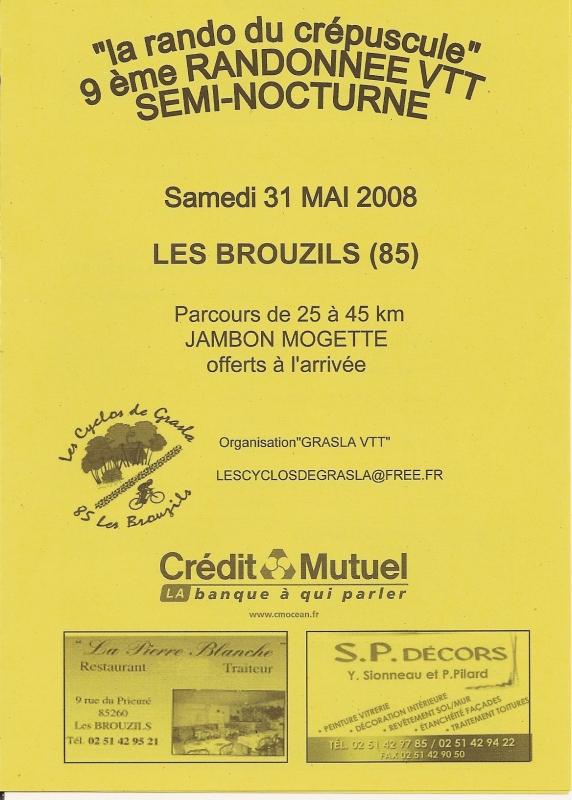 "la rando du crépuscule"
9 ème RANDONNEE VTT
SEMI-NOCTURNE
Samedi 31 MAI 2008
LES BROUZILS (85)
Parcours de 25 à 45 km
JAMBON MOGETTE
offerts à l'arrivée
Les Cyclos de Grasla
85 Les Brouzils
Organisation"GRASLA VTT"
LESCYCLOSDEGRASLA@FREE.FR
Crédit Mutuel
LA banque à qui parler
www.cmocean.fr
"La Pierre Blanche"
Restaurant Traiteur
9 rue du Prieuré
85260
Les BROUZILS
Tél. 02 51 42 95 21
S.P. DÉCORS
Y. Sionneau et P.Pilard
• PEINTURE VITRERIE
• DÉCORATION INTÉRIEURE
• REVÊTEMENT SOL/MUR
• ÉTANCHÉITÉ FAÇADES
• TRAITEMENT TOITURES
TÉL. 02 51 42 97 85 / 02 51 42 94 22
FAX 02 51 42 90 50